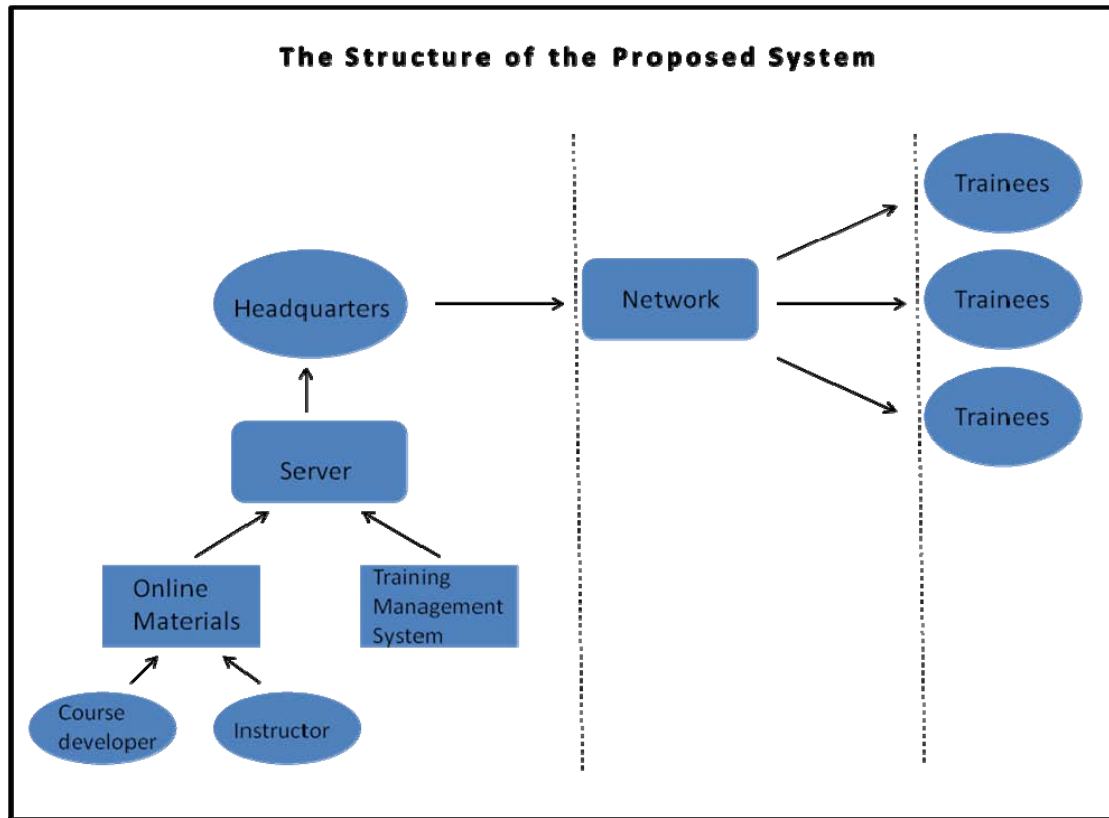 The Structure of the Proposed System
Trainees
Headquarters
Network
Trainees
Trainees
Server
Online
Materials
Training
Management
System
Course
developer
Instructor